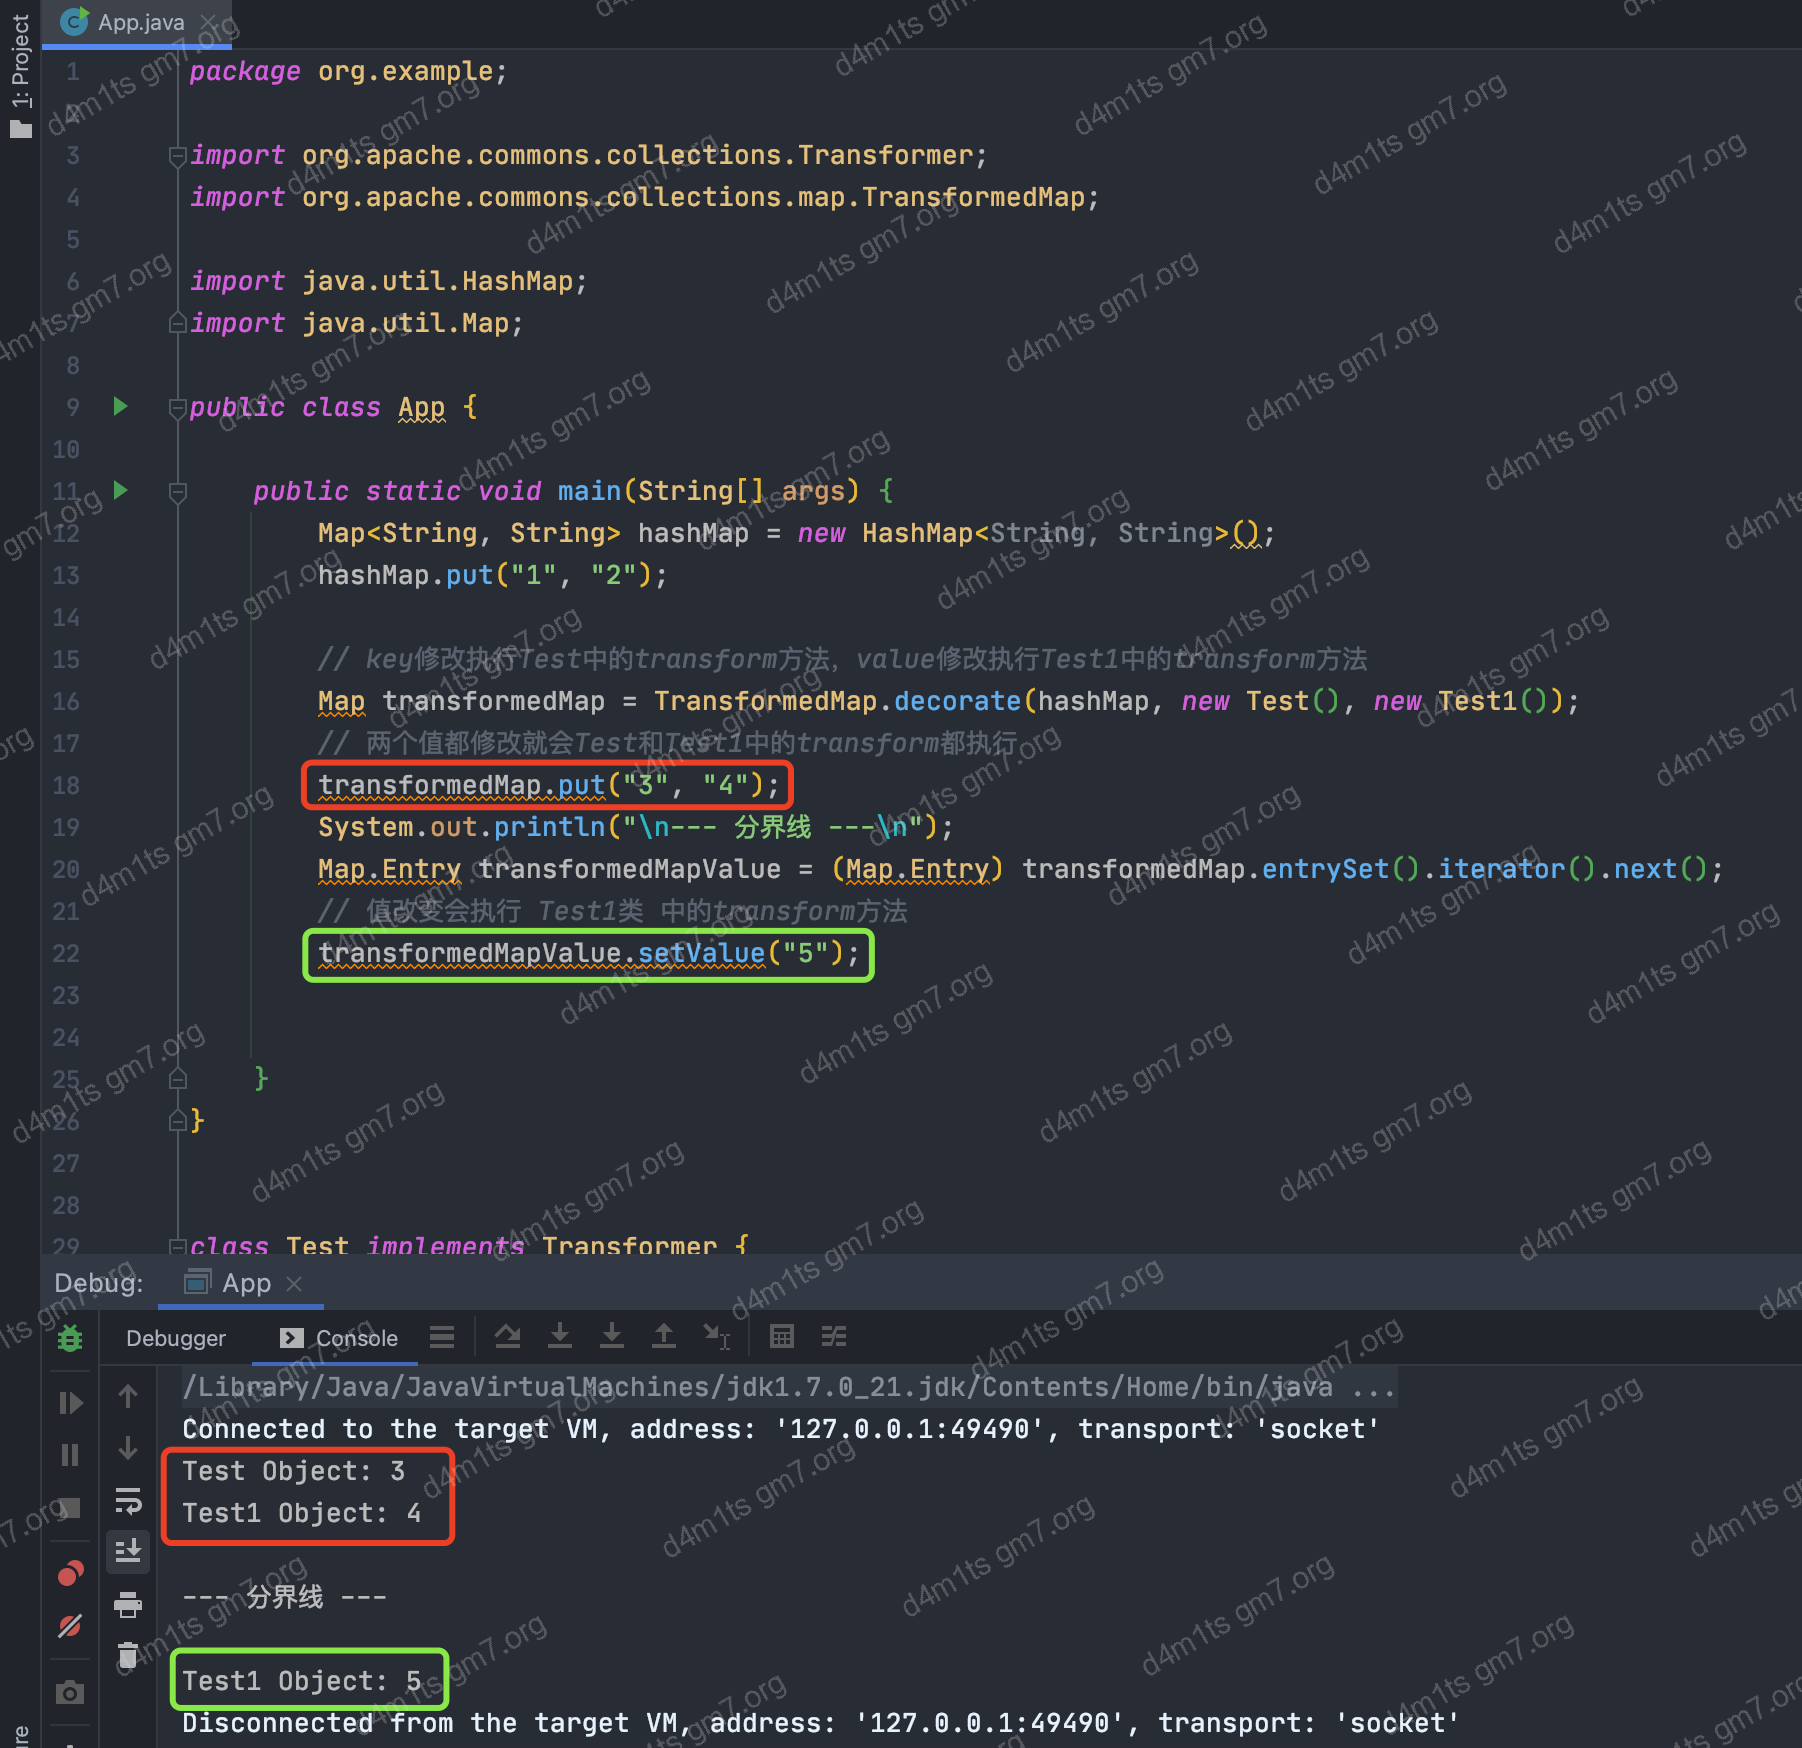 App.java
1: Project
1 package org.example;
2
3 import org.apache.commons.collections.Transformer;
4 import org.apache.commons.collections.map.TransformedMap;
5
6 import java.util.HashMap;
7 import java.util.Map;
8
9 public class App {
10
11 public static void main(String[] args) {
12 Map<String, String> hashMap = new HashMap<String, String>();
13 hashMap.put("1", "2");
14
15 // key修改执行Test中的transform方法，value修改执行Test1中的transform方法
16 Map transformedMap = TransformedMap.decorate(hashMap, new Test(), new Test1());
17 // 两个值都修改就会Test和Test1中的transform都执行
18 transformedMap.put("3", "4");
19 System.out.println("\n--- 分界线 ---\n");
20 Map.Entry transformedMapValue = (Map.Entry) transformedMap.entrySet().iterator().next();
21 // 值改变会执行 Test1类 中的transform方法
22 transformedMapValue.setValue("5");
23
24
25 }
26 }
27
28
29 class Test implements Transformer {
Debug: App
Debugger Console
/Library/Java/JavaVirtualMachines/jdk1.7.0_21.jdk/Contents/Home/bin/java ...
Connected to the target VM, address: '127.0.0.1:49490', transport: 'socket'
Test Object: 3
Test1 Object: 4
--- 分界线 ---
Test1 Object: 5
Disconnected from the target VM, address: '127.0.0.1:49490', transport: 'socket'
d4m1ts gm7.org